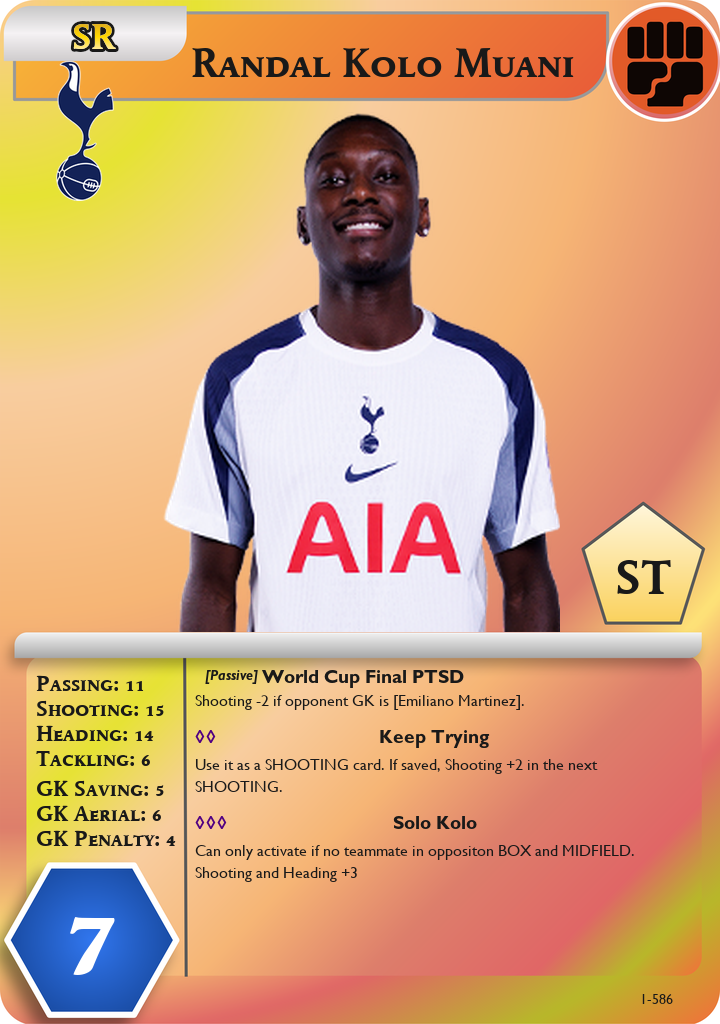 SR
Randal Kolo Muani
AIA
ST
Passing: 11
Shooting: 15
Heading: 14
Tackling: 6
GK Saving: 5
GK Aerial: 6
GK Penalty: 4
7
[Passive] World Cup Final PTSD
Shooting -2 if opponent GK is [Emiliano Martinez].
◊◊ Keep Trying
Use it as a SHOOTING card. If saved, Shooting +2 in the next
SHOOTING.
◊◊◊ Solo Kolo
Can only activate if no teammate in oppositon BOX and MIDFIELD.
Shooting and Heading +3
1-586